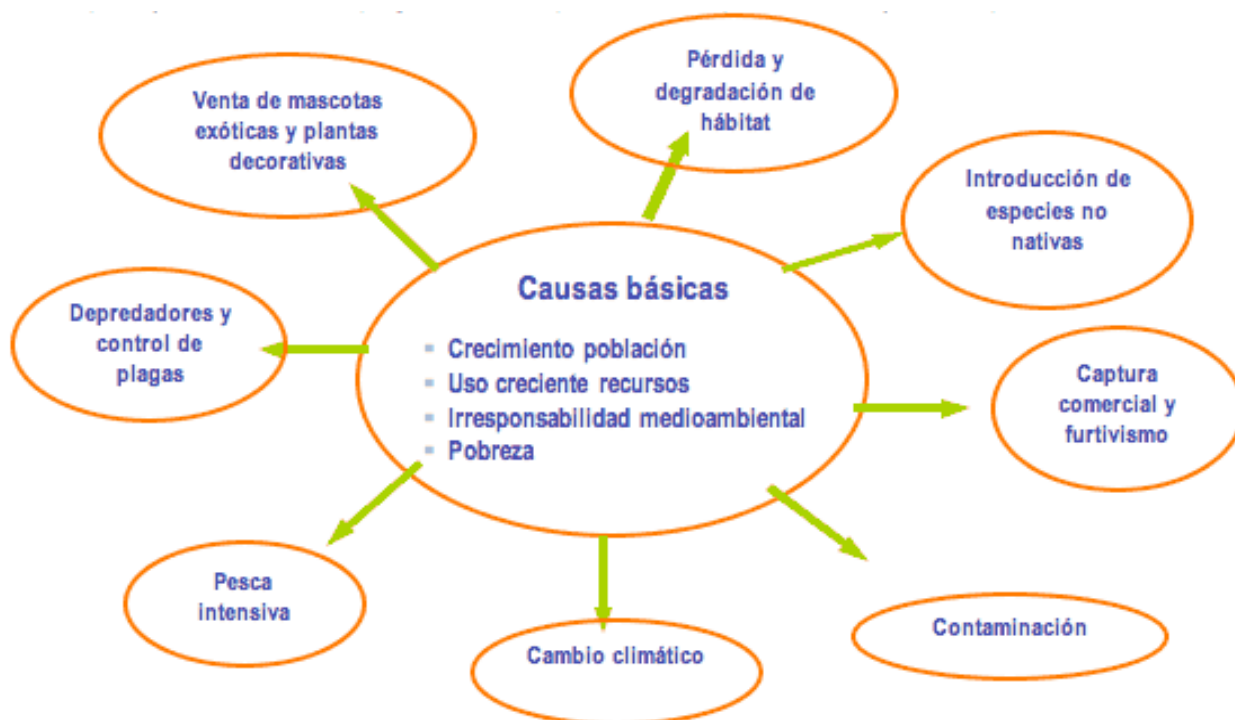 Pérdida y
degradación de
hábitat
Venta de mascotas
exóticas y plantas
decorativas
Introducción de
especies no
nativas
Causas básicas
- Crecimiento población
- Uso creciente recursos
- Irresponsabilidad medioambiental
- Pobreza
Depredadores y
control de
plagas
Captura
comercial y
furtivismo
Pesca
intensiva
Cambio climático
Contaminación